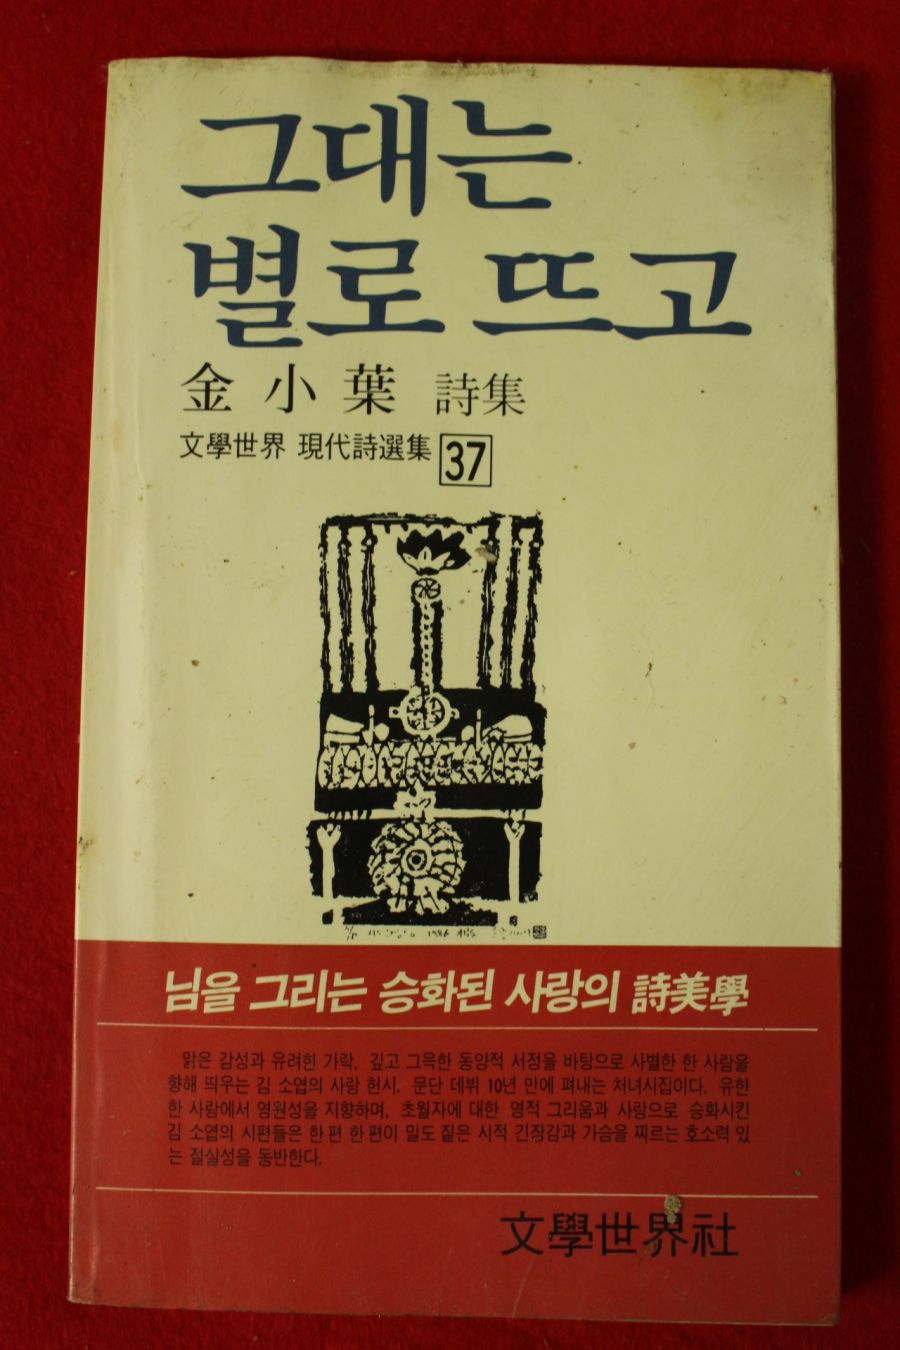 그대는
별로 뜨고
金小葉 詩集
文學世界 現代詩選集 37
님을 그리는 승화된 사랑의 詩美學
맑은 감성과 유려한 가락, 깊고 그윽한 동양적 서정을 바탕으로 사별한 한 사람을
향해 띄우는 김 소엽의 사랑 헌시. 문단 데뷔 10년 만에 펴내는 처녀시집이다. 유한
한 사랑에서 영원성을 지향하며, 초월자에 대한 영적 그리움과 사랑으로 승화시킨
김 소엽의 시편들은 한 편 한 편이 밀도 짙은 시적 긴장감과 가슴을 찌르는 호소력 있
는 절실성을 동반한다.
文學世界社